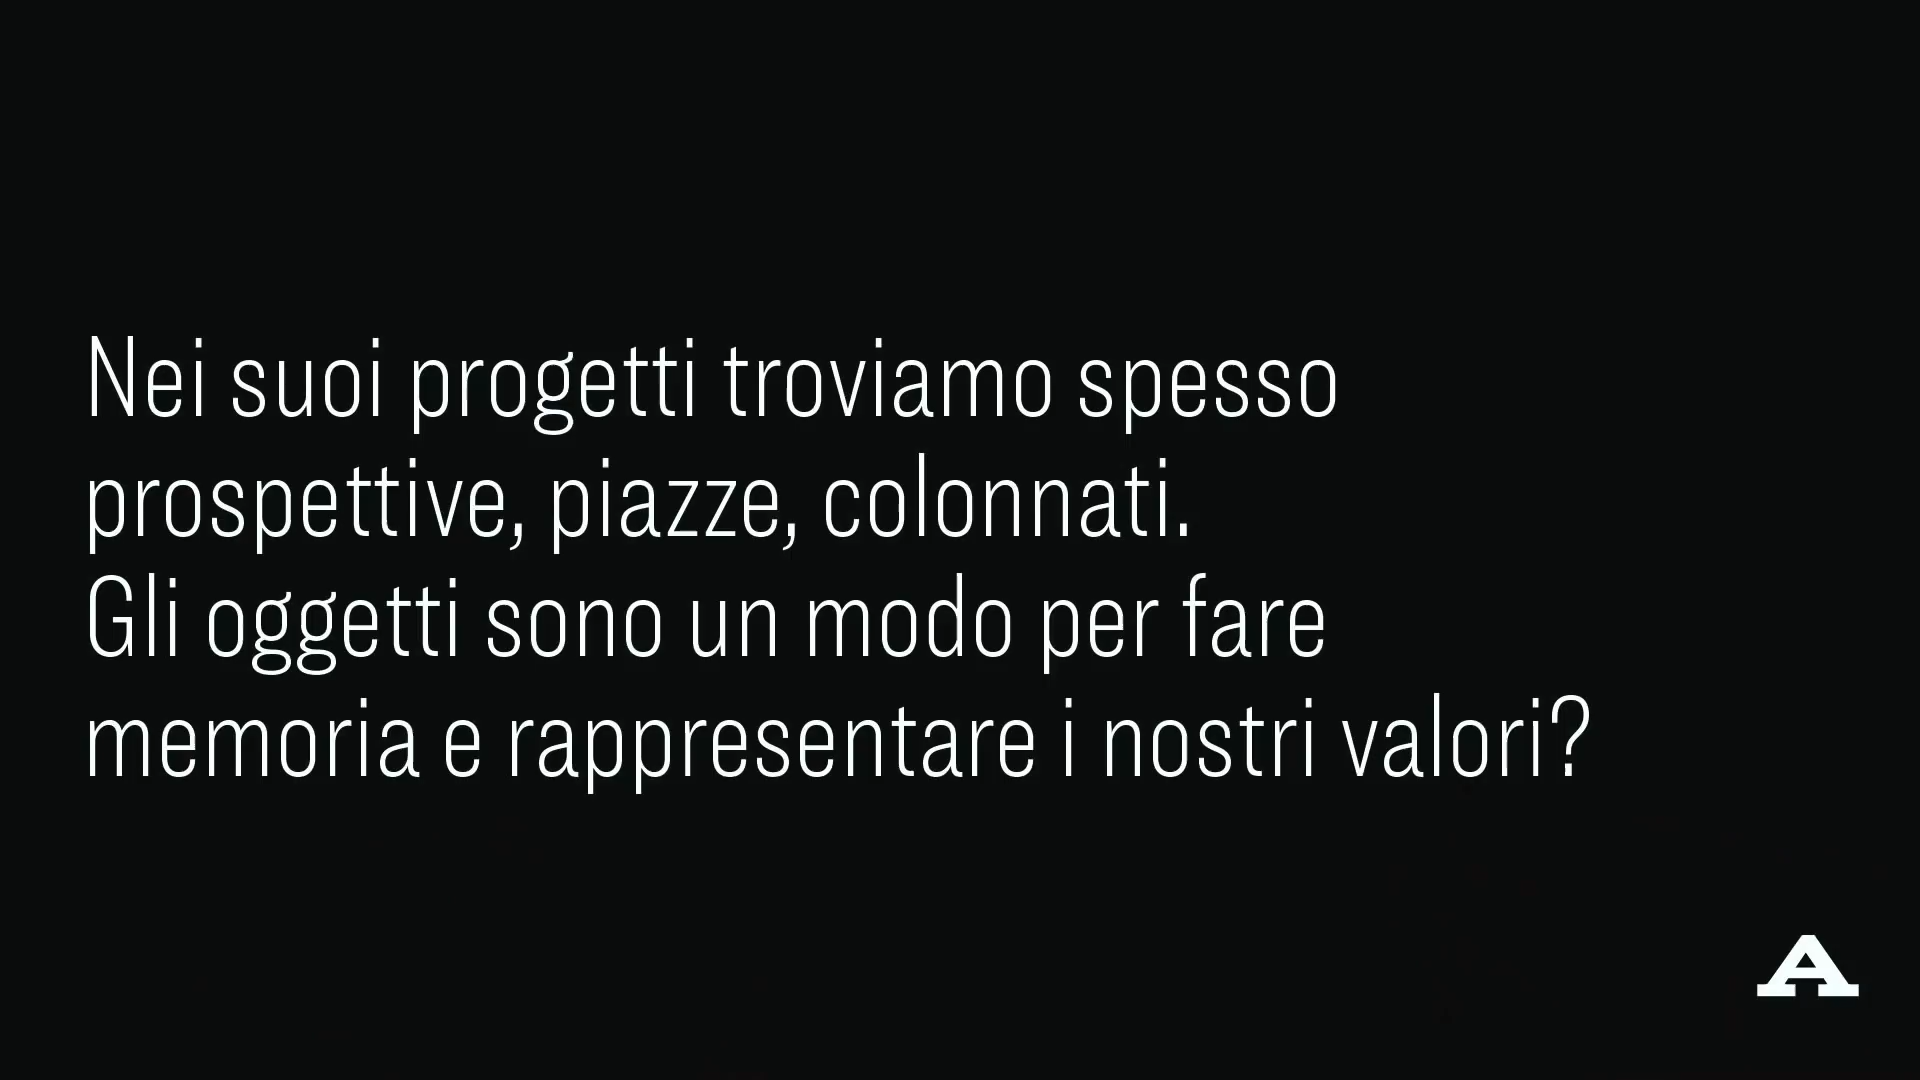 Nei suoi progetti troviamo spesso
prospettive, piazze, colonnati.
Gli oggetti sono un modo per fare
memoria e rappresentare i nostri valori?
A